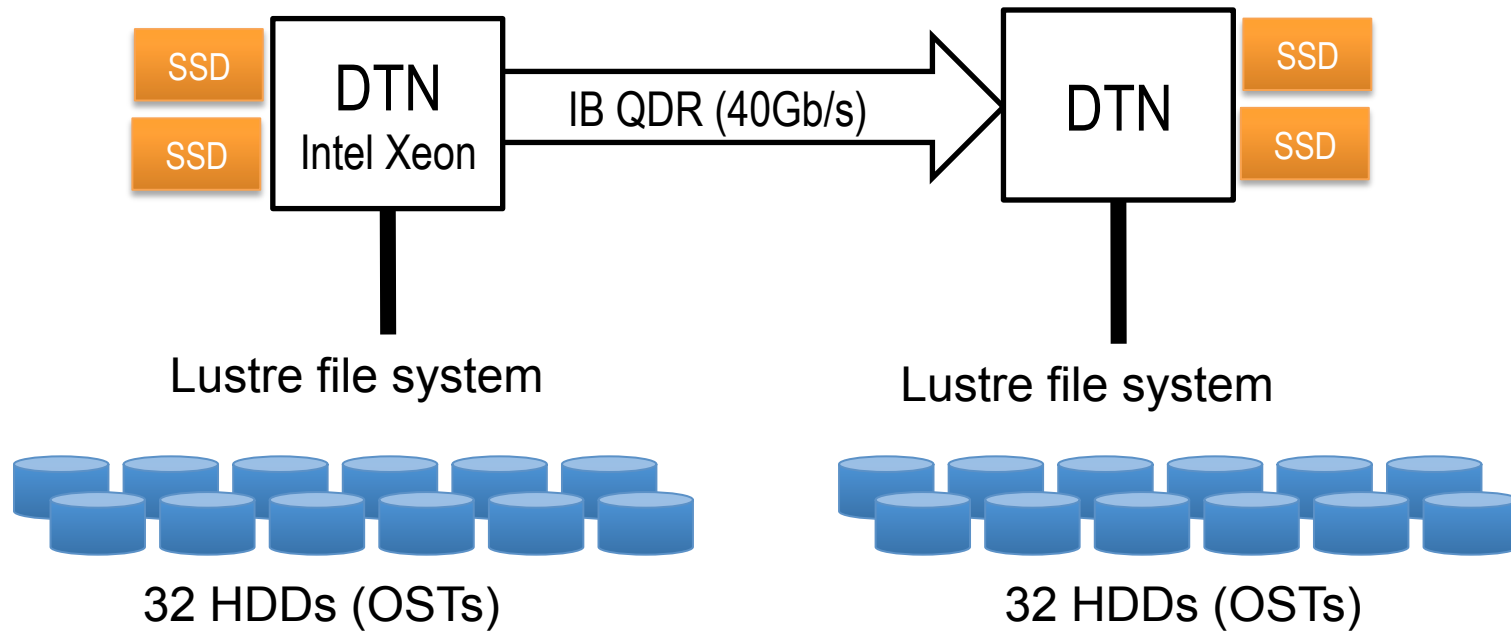 SSD
SSD
DTN
Intel Xeon
IB QDR (40Gb/s)
DTN
SSD
SSD
Lustre file system
Lustre file system
32 HDDs (OSTs)
32 HDDs (OSTs)